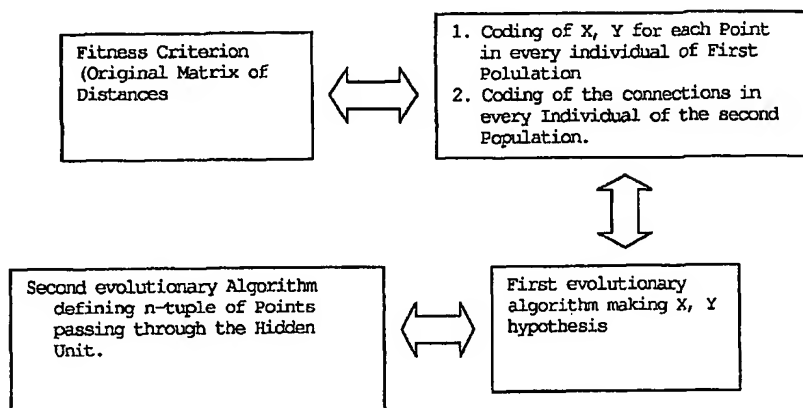 Fitness Criterion
(Original Matrix of
Distances
1. Coding of X, Y for each Point
in every individual of First
Polulation
2. Coding of the connections in
every Individual of the second
Population.
Second evolutionary Algorithm
defining n-tuple of Points
passing through the Hidden
Unit.
First evolutionary
algorithm making X, Y
hypothesis